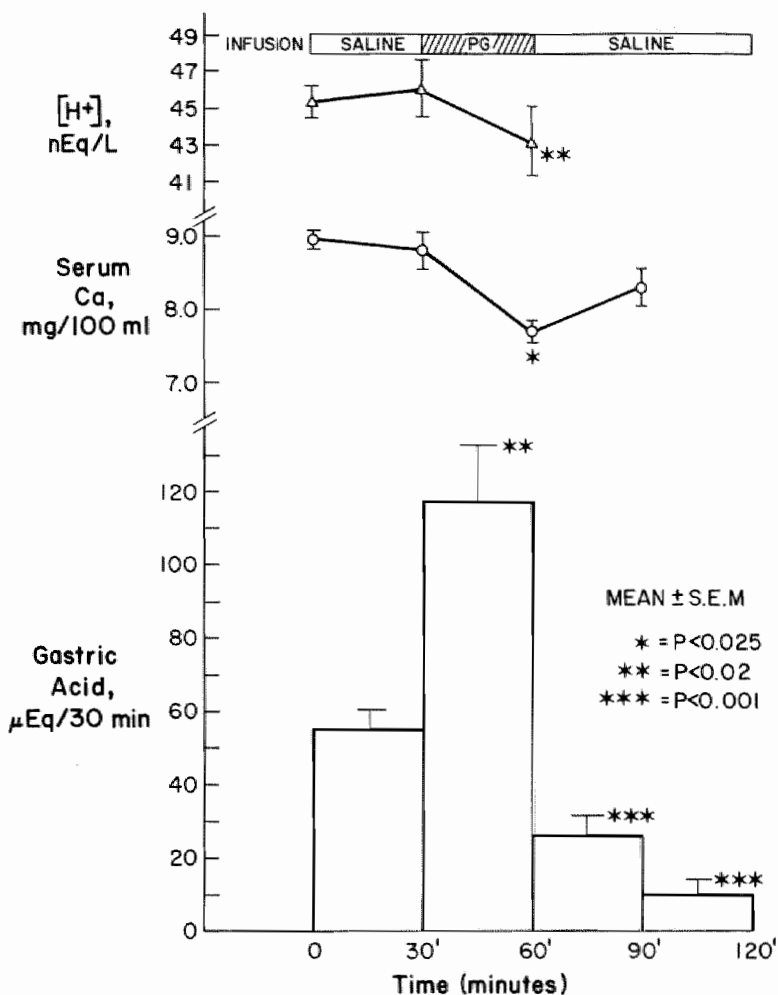 INFUSION SALINE PG SALINE
49
47
45
43
41
[H+],
nEq/L
9.0
8.0
7.0
Serum
Ca,
mg/100 ml
120
100
80
60
40
20
0
Gastric
Acid,
μEq/30 min
**
*
**
***
***
MEAN ± S.E.M
* = P<0.025
** = P<0.02
*** = P<0.001
0 30' 60' 90' 120'
Time (minutes)